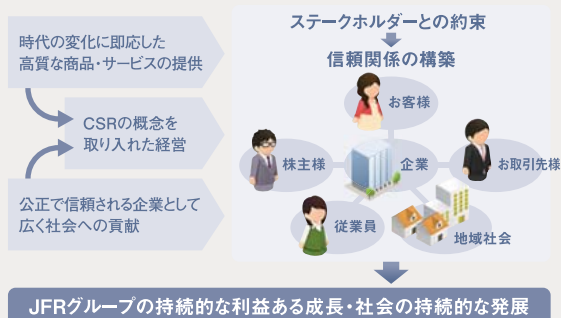 時代の変化に即応した
高質な商品・サービスの提供
CSRの概念を
取り入れた経営
公正で信頼される企業として
広く社会への貢献
ステークホルダーとの約束
信頼関係の構築
お客様
株主様
企業
お取引先様
従業員
地域社会
JFRグループの持続的な利益ある成長・社会の持続的な発展